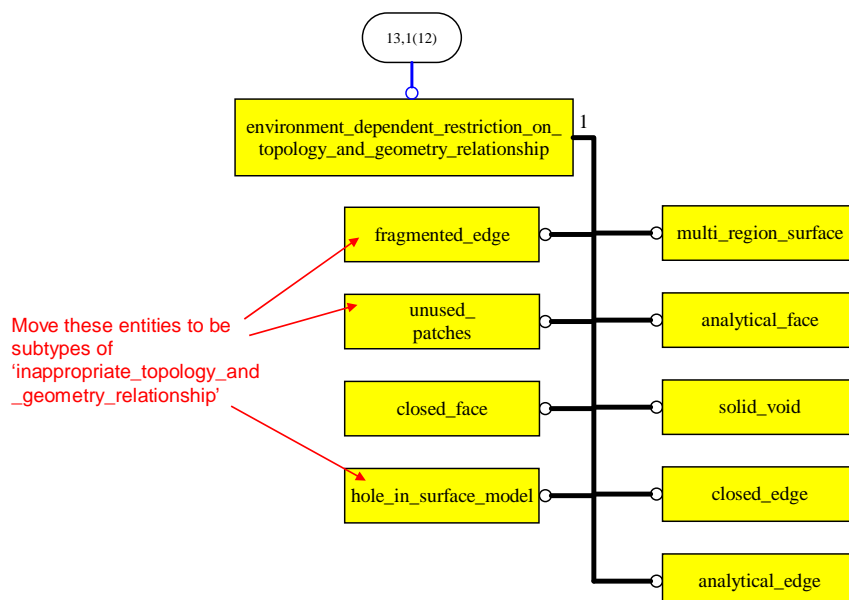 13,1(12)
environment_dependent_restriction_on_
topology_and_geometry_relationship
1
fragmented_edge
multi_region_surface
unused_
patches
analytical_face
Move these entities to be
subtypes of
‘inappropriate_topology_and
_geometry_relationship’
closed_face
solid_void
hole_in_surface_model
closed_edge
analytical_edge